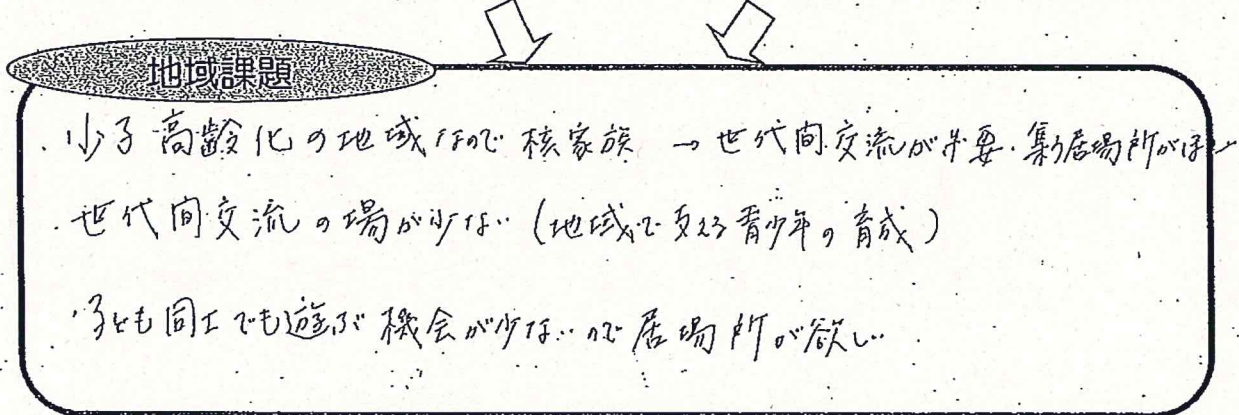 地域課題
・少子高齢化の地域なので核家族 → 世代間交流が必要・集う居場所がほしい
・世代間交流の場が少ない (地域で支える青少年の育成)
・子ども同士でも遊ぶ機会が少ないので居場所が欲しい